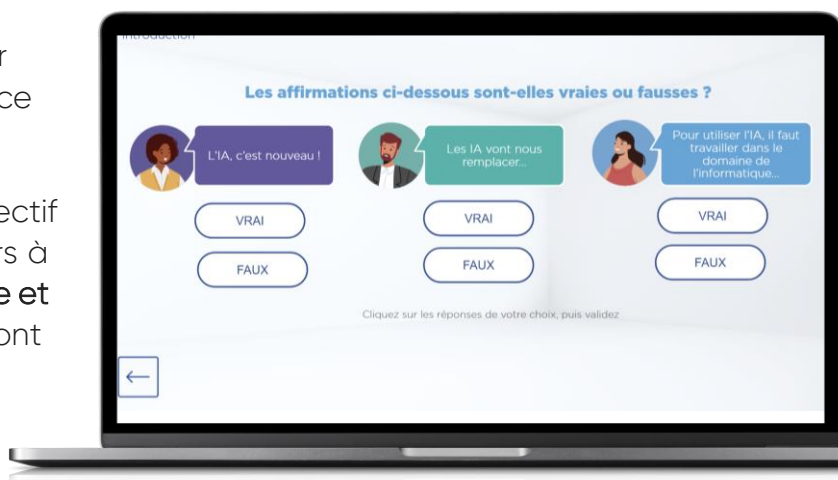 r
ce
ectif
rs à
e et
ont
Introduction
Les affirmations ci-dessous sont-elles vraies ou fausses ?
L'IA, c'est nouveau !
Les IA vont nous
remplacer...
Pour utiliser l'IA, il faut
travailler dans le
domaine de
l'informatique...
VRAI
VRAI
VRAI
FAUX
FAUX
FAUX
Cliquez sur les réponses de votre choix, puis validez